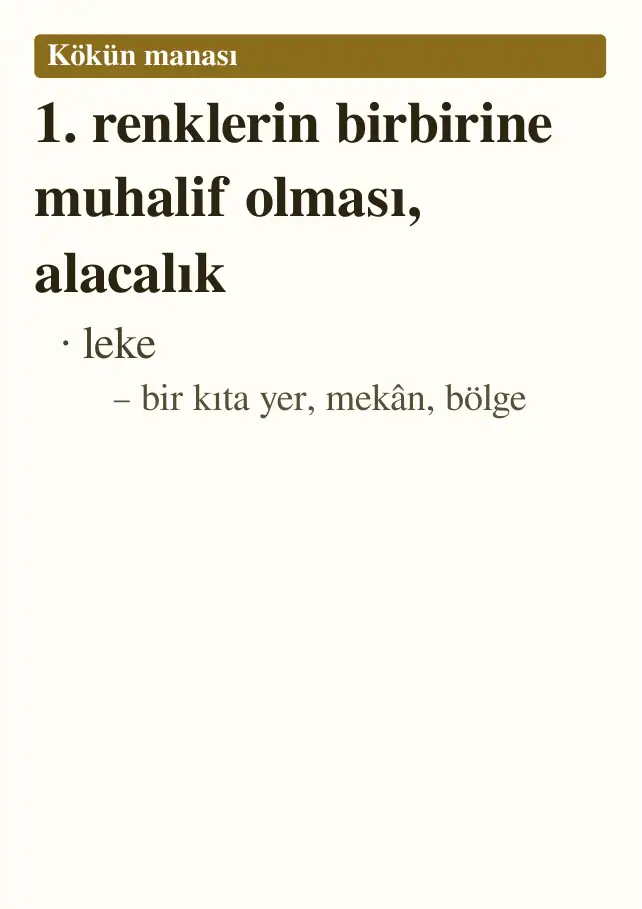 Kökün manası
1. renklerin birbirine
muhalif olması,
alacalık
· leke
– bir kıta yer, mekân, bölge